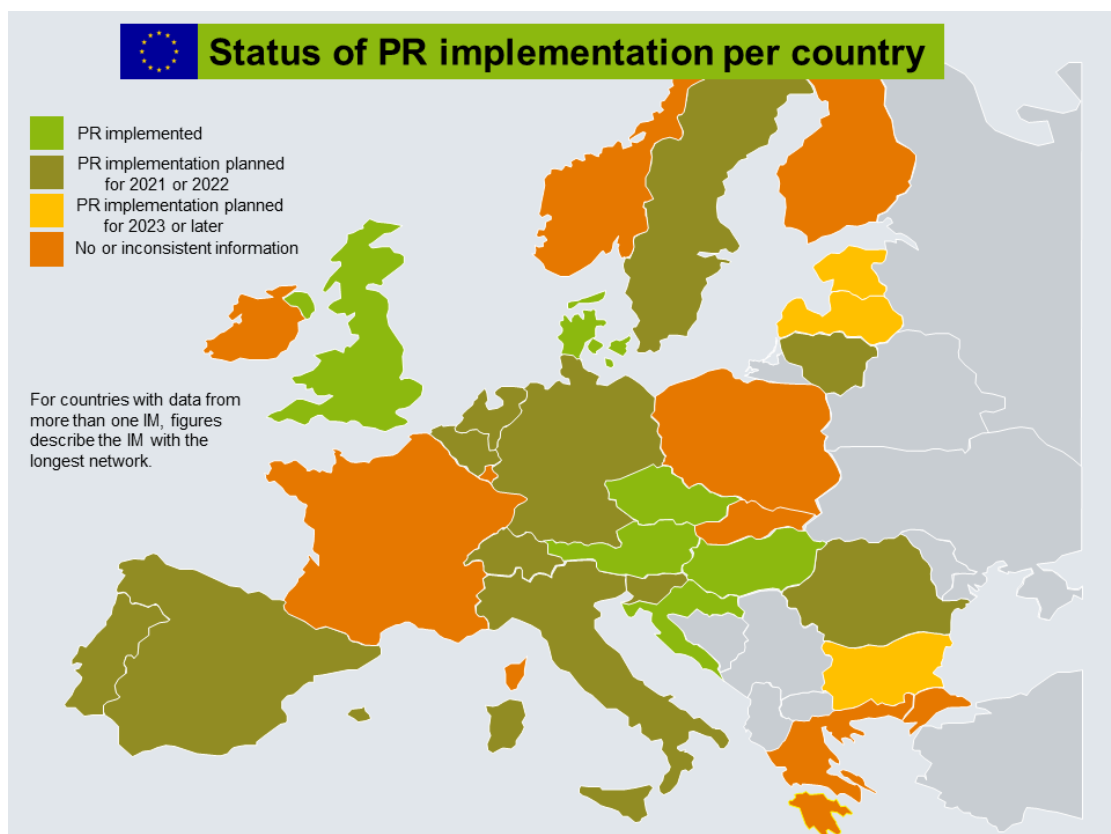 Status of PR implementation per country
PR implemented
PR implementation planned
for 2021 or 2022
PR implementation planned
for 2023 or later
No or inconsistent information
For countries with data from
more than one IM, figures
describe the IM with the
longest network.